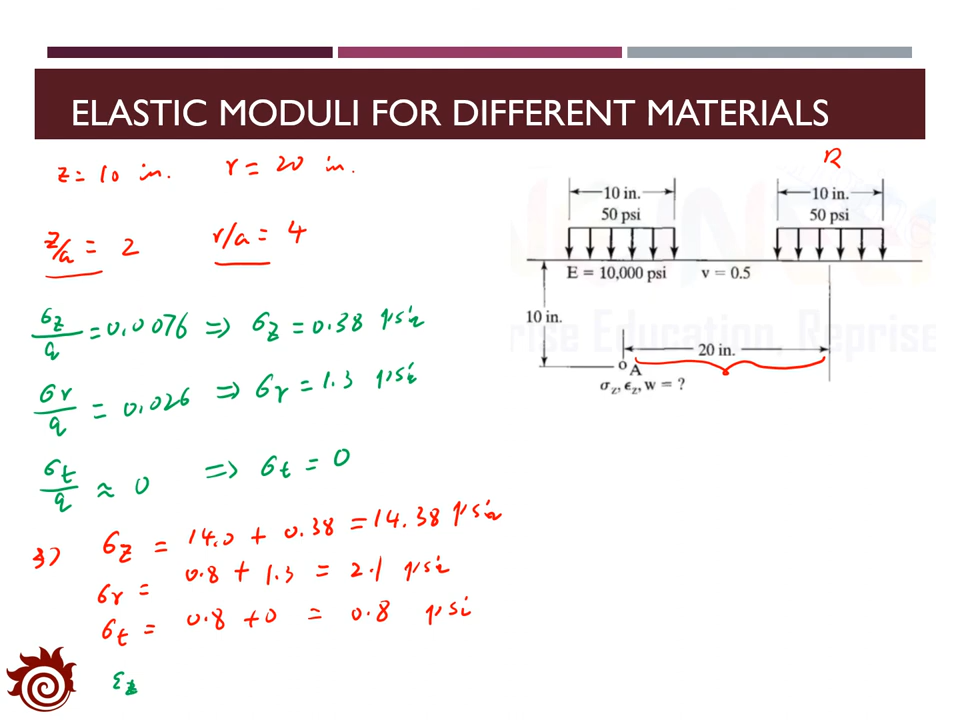 ELASTIC MODULI FOR DIFFERENT MATERIALS
z = 10 in. r = 20 in.
z/a = 2 r/a = 4
σz/q = 0.0076 => σz = 0.38 psi
σr/q = 0.026 => σr = 1.3 psi
σt/q ≈ 0 => σt = 0
3) σz = 14.0 + 0.38 = 14.38 psi
σr = 0.8 + 1.3 = 2.1 psi
σt = 0.8 + 0 = 0.8 psi
εz
R
10 in. 10 in.
50 psi 50 psi
E = 10,000 psi v = 0.5
10 in.
20 in.
A
σz, ϵz, w = ?
rise Education, Reprise